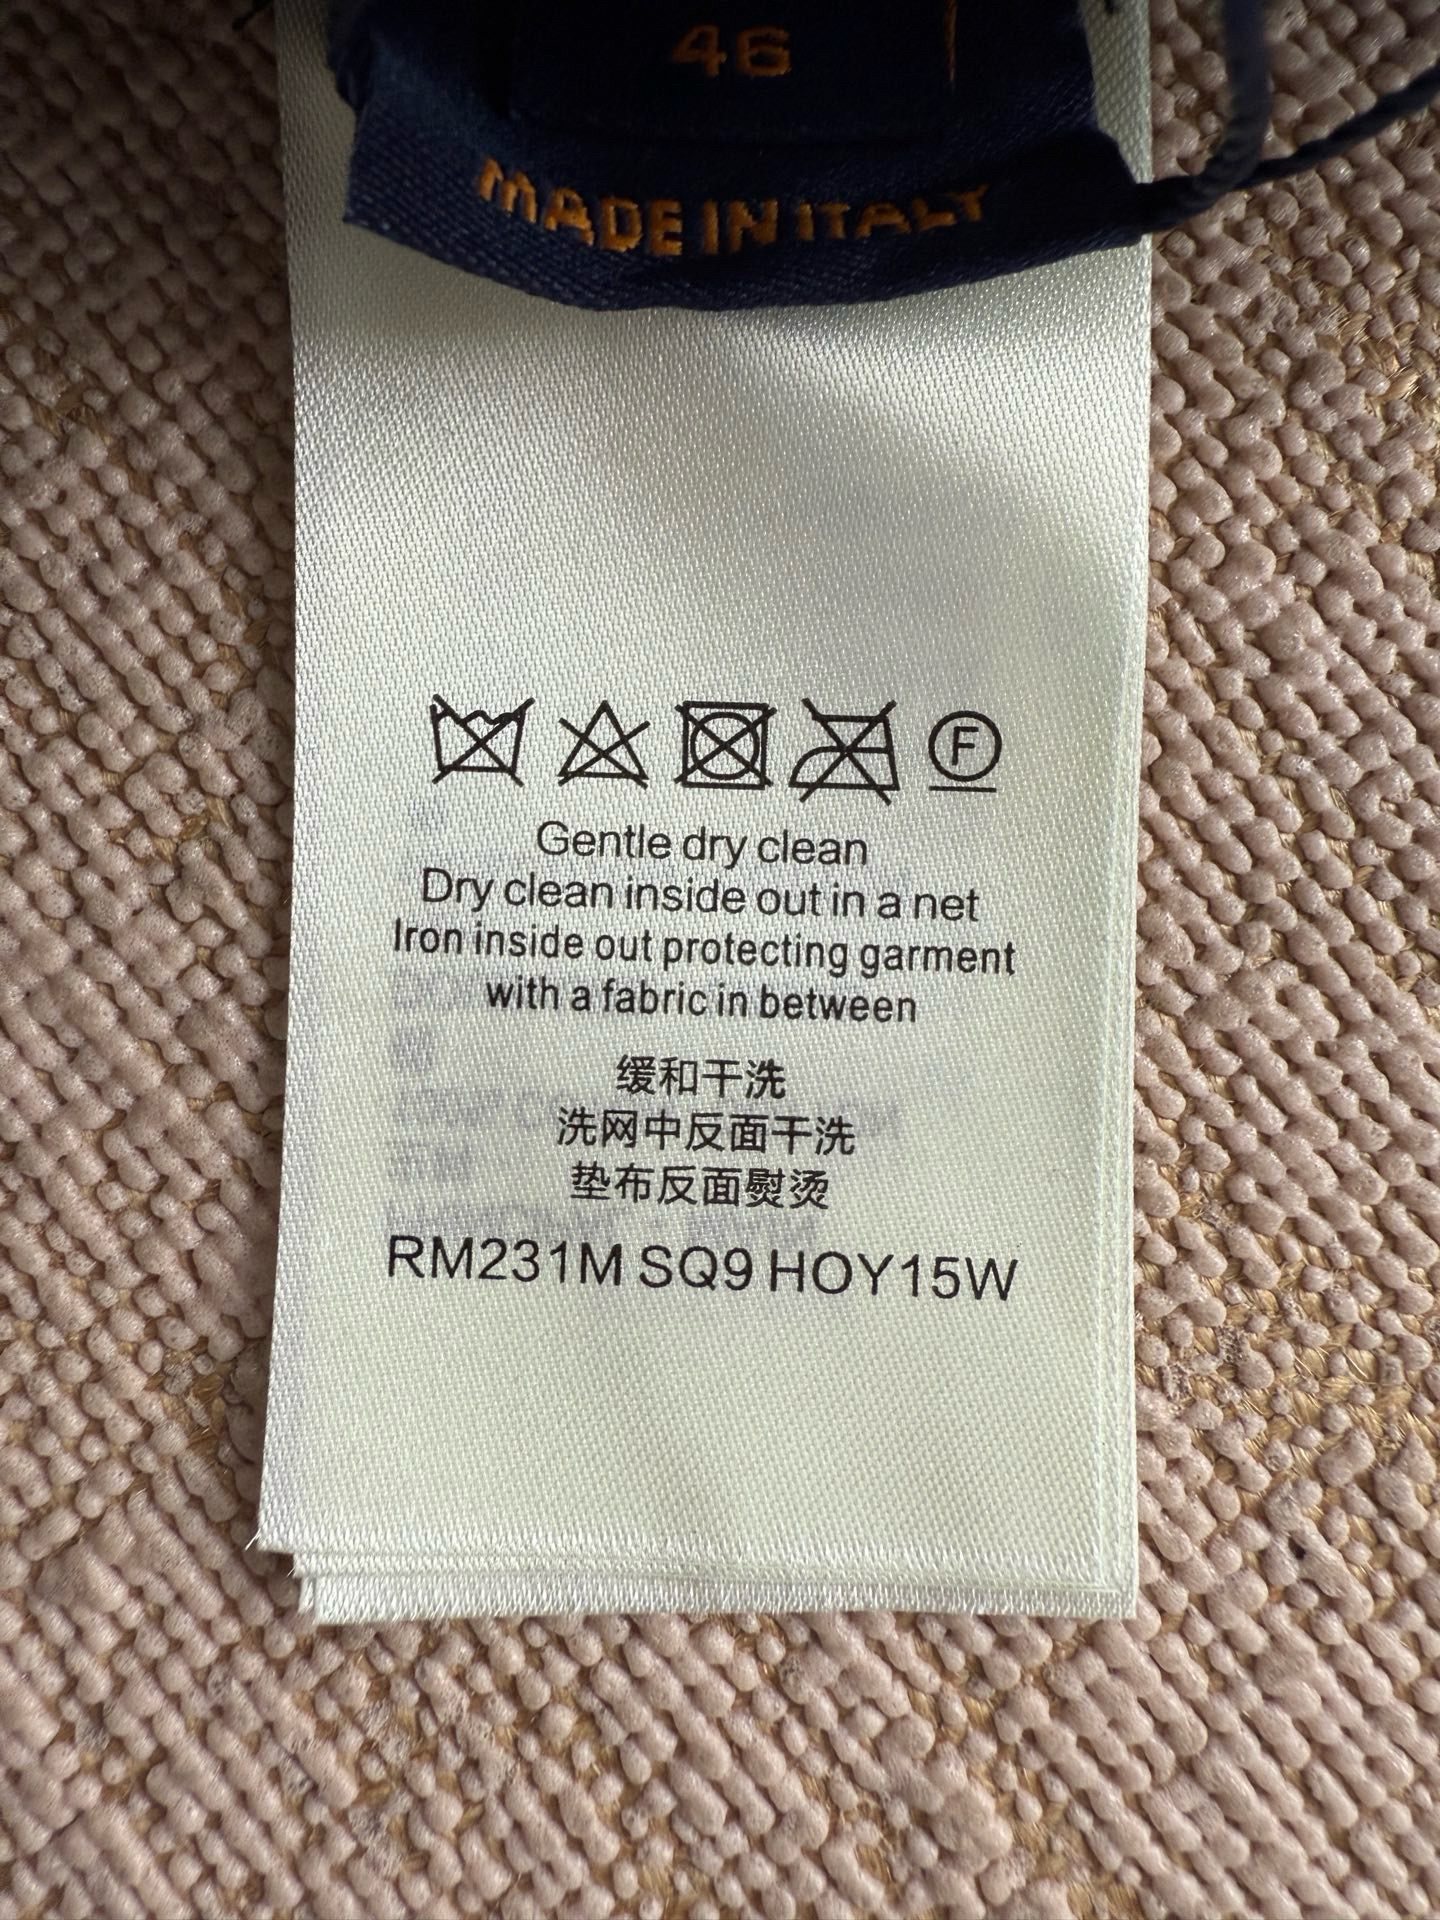 46
MADE IN ITALY
F
Gentle dry clean
Dry clean inside out in a net
Iron inside out protecting garment
with a fabric in between
缓和干洗
洗网中反面干洗
垫布反面熨烫
RM231M SQ9 HOY15W